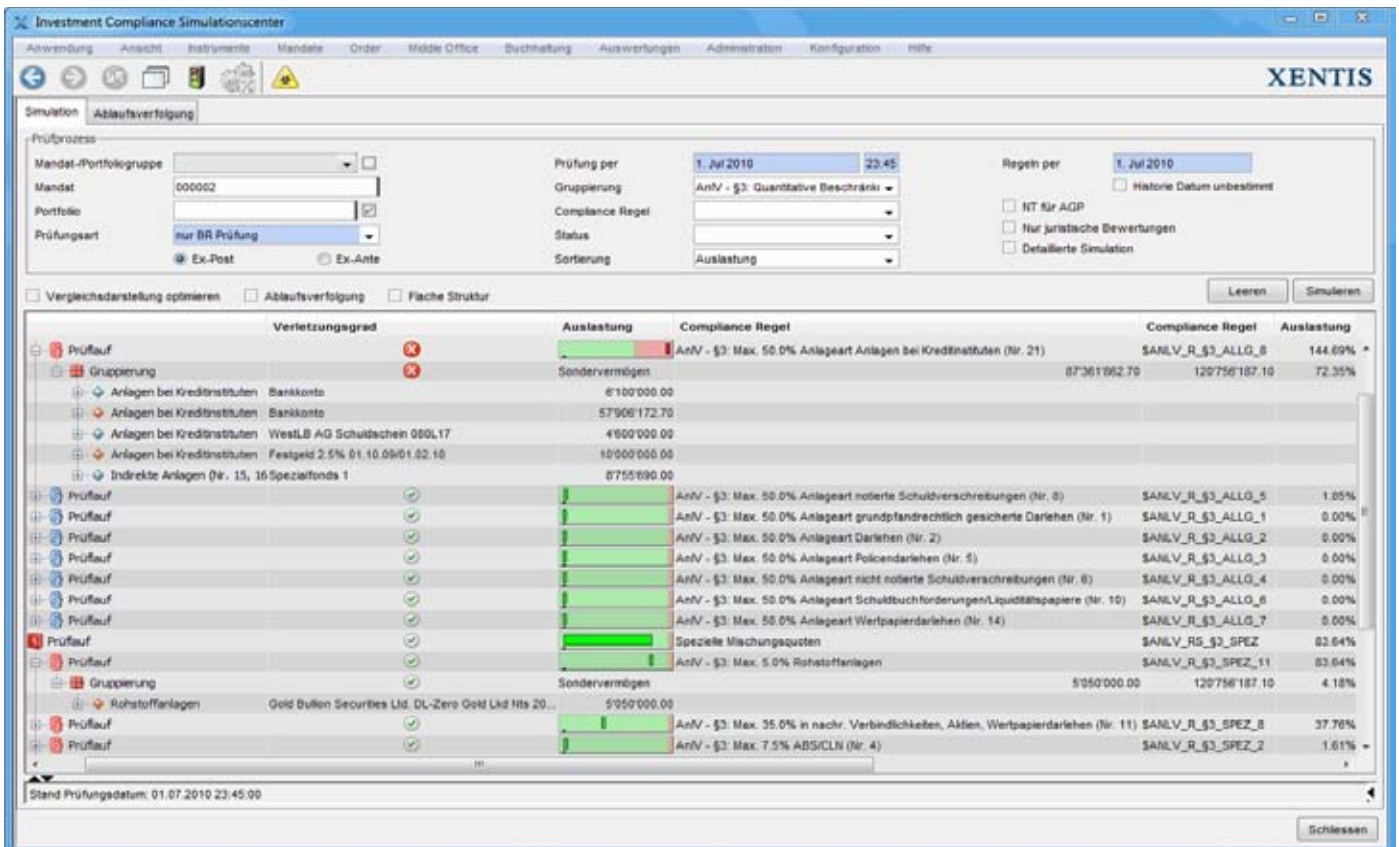 Investment Compliance Simulationscenter
Anwendung Ansicht Instrumente Mandate Order Middle Office Buchhaltung Auswertungen Administration Konfiguration Hilfe
XENTIS
Simulation Ablaufsverfolgung
Prüfprozess
Mandat-/Portfoliogruppe Prüfung per 1. Jul 2010 23:45 Regeln per 1. Jul 2010
Mandat 000002 Gruppierung AnlV - §3: Quantitative Beschränk Historie Datum unbestimmt
Portfolio Compliance Regel NT für AGP
Prüfungsart nur BR Prüfung Status Nur juristische Bewertungen
Ex-Post Ex-Ante Sortierung Auslastung Detaillierte Simulation
Vergleichsdarstellung optimieren Ablaufsverfolgung Flache Struktur Leeren Simulieren
Verletzungsgrad Auslastung Compliance Regel Compliance Regel Auslastung
Prüflauf AnlV - §3: Max. 50.0% Anlageart Anlagen bei Kreditinstituten (Nr. 21) $ANLV_R_§3_ALLG_8 144.69%
Gruppierung Sondervermögen 87'361'862.70 120'756'187.10 72.35%
Anlagen bei Kreditinstituten Bankkonto 6'100'000.00
Anlagen bei Kreditinstituten Bankkonto 57'906'172.70
Anlagen bei Kreditinstituten WestLB AG Schuldschein 080L17 4'600'000.00
Anlagen bei Kreditinstituten Festgeld 2.5% 01.10.09/01.02.10 10'000'000.00
Indirekte Anlagen (Nr. 15, 16 Spezialfonds 1 8'755'690.00
Prüflauf AnlV - §3: Max. 50.0% Anlageart notierte Schuldverschreibungen (Nr. 8) $ANLV_R_§3_ALLG_5 1.85%
Prüflauf AnlV - §3: Max. 50.0% Anlageart grundpfandrechtlich gesicherte Darlehen (Nr. 1) $ANLV_R_§3_ALLG_1 0.00%
Prüflauf AnlV - §3: Max. 50.0% Anlageart Darlehen (Nr. 2) $ANLV_R_§3_ALLG_2 0.00%
Prüflauf AnlV - §3: Max. 50.0% Anlageart Policendarlehen (Nr. 5) $ANLV_R_§3_ALLG_3 0.00%
Prüflauf AnlV - §3: Max. 50.0% Anlageart nicht notierte Schuldverschreibungen (Nr. 6) $ANLV_R_§3_ALLG_4 0.00%
Prüflauf AnlV - §3: Max. 50.0% Anlageart Schuldbuchforderungen/Liquiditätspapiere (Nr. 10) $ANLV_R_§3_ALLG_6 0.00%
Prüflauf AnlV - §3: Max. 50.0% Anlageart Wertpapierdarlehen (Nr. 14) $ANLV_R_§3_ALLG_7 0.00%
Prüflauf Spezielle Mischungsquoten $ANLV_RS_§3_SPEZ 83.64%
Prüflauf AnlV - §3: Max. 5.0% Rohstoffanlagen $ANLV_R_§3_SPEZ_11 83.64%
Gruppierung Sondervermögen 5'050'000.00 120'756'187.10 4.18%
Rohstoffanlagen Gold Bullion Securities Ltd. DL-Zero Gold Lkd Nts 20... 5'050'000.00
Prüflauf AnlV - §3: Max. 35.0% in nachr. Verbindlichkeiten, Aktien, Wertpapierdarlehen (Nr. 11) $ANLV_R_§3_SPEZ_8 37.76%
Prüflauf AnlV - §3: Max. 7.5% ABS/CLN (Nr. 4) $ANLV_R_§3_SPEZ_2 1.61%
Stand Prüfungsdatum: 01.07.2010 23:45:00
Schliessen